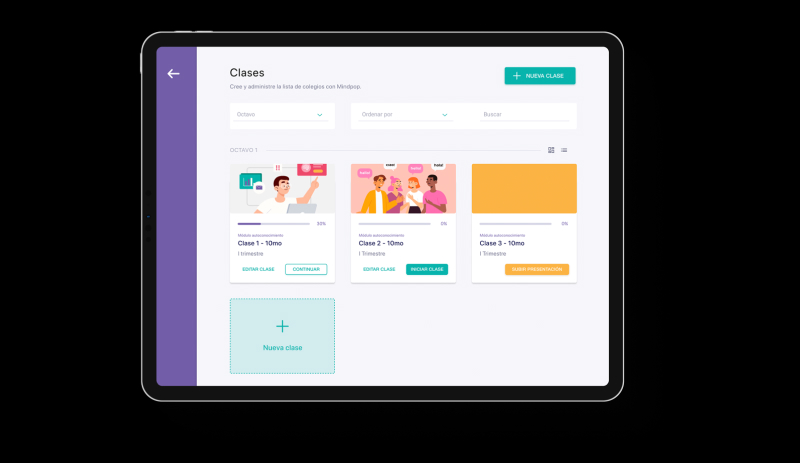 Clases
Cree y administre la lista de colegios con Mindpop.
NUEVA CLASE
Octavo
Ordenar por
Buscar
OCTAVO 1
!!
30%
Módulo autoconocimiento
Clase 1 - 10mo
I trimestre
EDITAR CLASE
CONTINUAR
0%
Módulo autoconocimiento
Clase 2 - 10mo
I Trimestre
EDITAR CLASE
INICIAR CLASE
0%
Módulo autoconocimiento
Clase 3 - 10mo
I Trimestre
SUBIR PRESENTACIÓN
Nueva clase